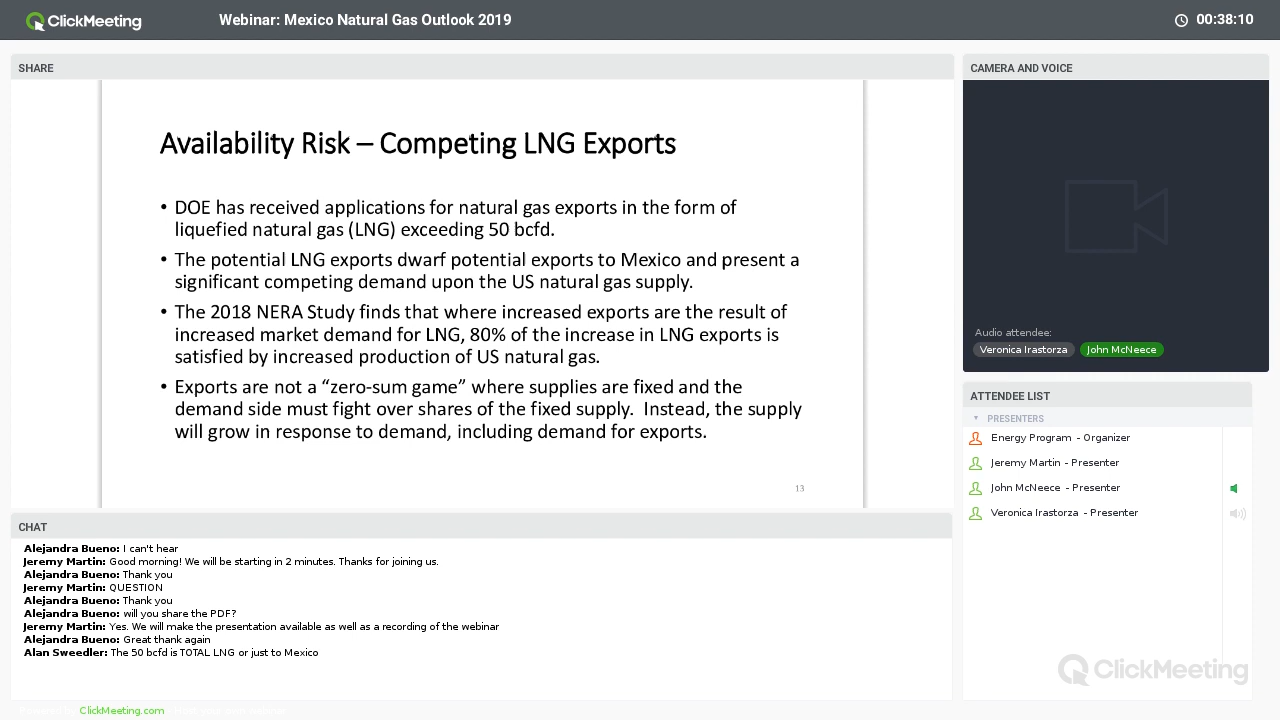 ClickMeeting
Webinar: Mexico Natural Gas Outlook 2019
00:38:10
SHARE
Availability Risk – Competing LNG Exports
• DOE has received applications for natural gas exports in the form of
liquefied natural gas (LNG) exceeding 50 bcfd.
• The potential LNG exports dwarf potential exports to Mexico and present a
significant competing demand upon the US natural gas supply.
• The 2018 NERA Study finds that where increased exports are the result of
increased market demand for LNG, 80% of the increase in LNG exports is
satisfied by increased production of US natural gas.
• Exports are not a “zero-sum game” where supplies are fixed and the
demand side must fight over shares of the fixed supply.  Instead, the supply
will grow in response to demand, including demand for exports.
13
CAMERA AND VOICE
Audio attendee:
Veronica Irastorza
John McNeece
ATTENDEE LIST
PRESENTERS
Energy Program - Organizer
Jeremy Martin - Presenter
John McNeece - Presenter
Veronica Irastorza - Presenter
CHAT
Alejandra Bueno: I can't hear
Jeremy Martin: Good morning! We will be starting in 2 minutes. Thanks for joining us.
Alejandra Bueno: Thank you
Jeremy Martin: QUESTION
Alejandra Bueno: Thank you
Alejandra Bueno: will you share the PDF?
Jeremy Martin: Yes. We will make the presentation available as well as a recording of the webinar
Alejandra Bueno: Great thank again
Alan Sweedler: The 50 bcfd is TOTAL LNG or just to Mexico
ClickMeeting
ClickMeeting.com